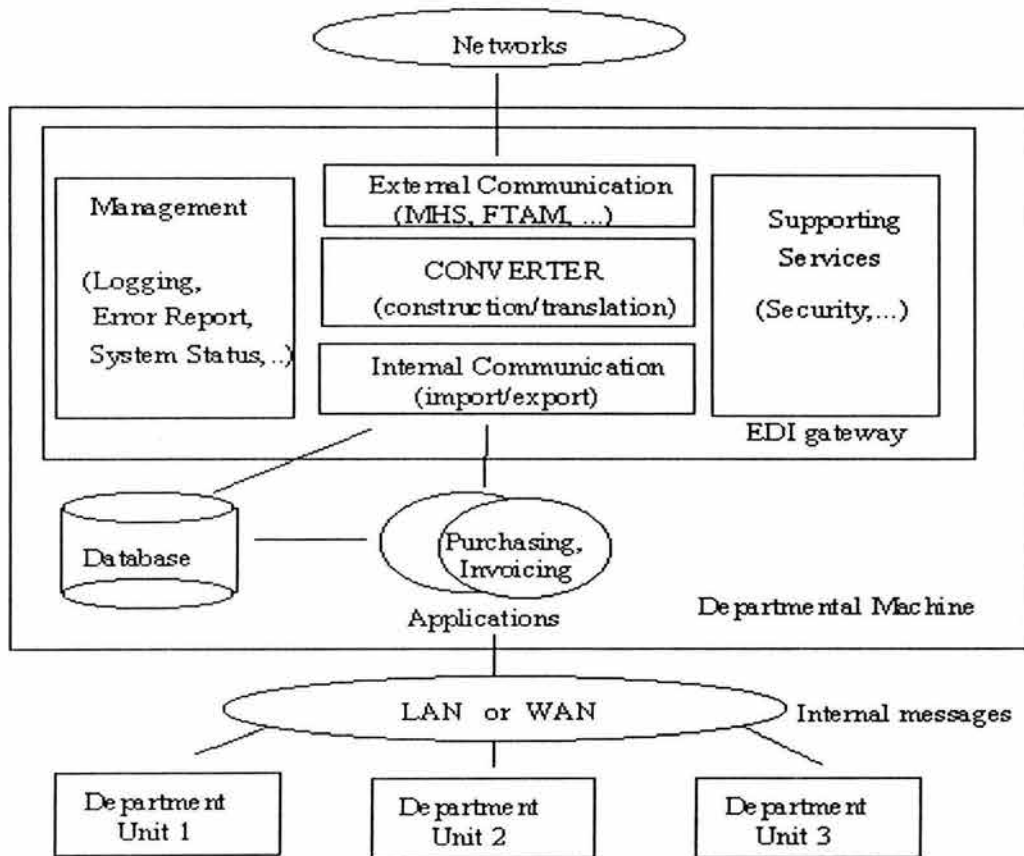 Networks
External Communication
(MHS, FTAM, ...)
Management
(Logging,
Error Report,
System Status,..)
CONVERTER
(construction/translation)
Internal Communication
(import/export)
Supporting
Services
(Security,...)
EDI gateway
Database
Purchasing,
Invoicing
Applications
Departmental Machine
LAN or WAN
Internal messages
Department
Unit 1
Department
Unit 2
Department
Unit 3